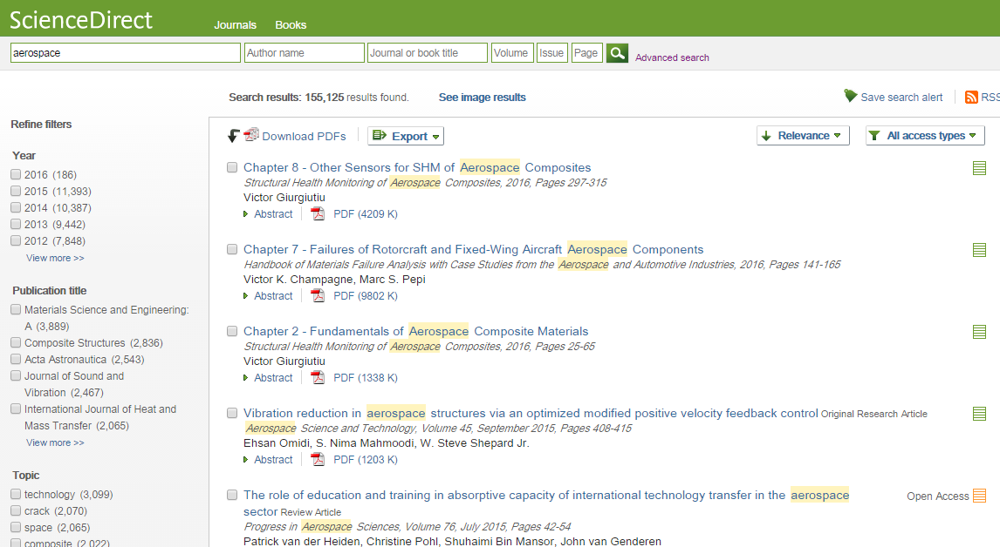 ScienceDirect
Journals Books
aerospace Author name Journal or book title Volume Issue Page Advanced search
Search results: 155,125 results found. See image results Save search alert RSS
Refine filters
Year
2016 (186)
2015 (11,393)
2014 (10,387)
2013 (9,442)
2012 (7,848)
View more >>
Publication title
Materials Science and Engineering:
A (3,889)
Composite Structures (2,836)
Acta Astronautica (2,543)
Journal of Sound and
Vibration (2,467)
International Journal of Heat and
Mass Transfer (2,065)
View more >>
Topic
technology (3,099)
crack (2,070)
space (2,065)
composite (2,022)
Download PDFs Export Relevance All access types
Chapter 8 - Other Sensors for SHM of Aerospace Composites
Structural Health Monitoring of Aerospace Composites, 2016, Pages 297-315
Victor Giurgiutiu
Abstract PDF (4209 K)
Chapter 7 - Failures of Rotorcraft and Fixed-Wing Aircraft Aerospace Components
Handbook of Materials Failure Analysis with Case Studies from the Aerospace and Automotive Industries, 2016, Pages 141-165
Victor K. Champagne, Marc S. Pepi
Abstract PDF (9802 K)
Chapter 2 - Fundamentals of Aerospace Composite Materials
Structural Health Monitoring of Aerospace Composites, 2016, Pages 25-65
Victor Giurgiutiu
Abstract PDF (1338 K)
Vibration reduction in aerospace structures via an optimized modified positive velocity feedback control Original Research Article
Aerospace Science and Technology, Volume 45, September 2015, Pages 408-415
Ehsan Omidi, S. Nima Mahmoodi, W. Steve Shepard Jr.
Abstract PDF (1203 K)
The role of education and training in absorptive capacity of international technology transfer in the aerospace Open Access
sector Review Article
Progress in Aerospace Sciences, Volume 76, July 2015, Pages 42-54
Patrick van der Heiden, Christine Pohl, Shuhaimi Bin Mansor, John van Genderen